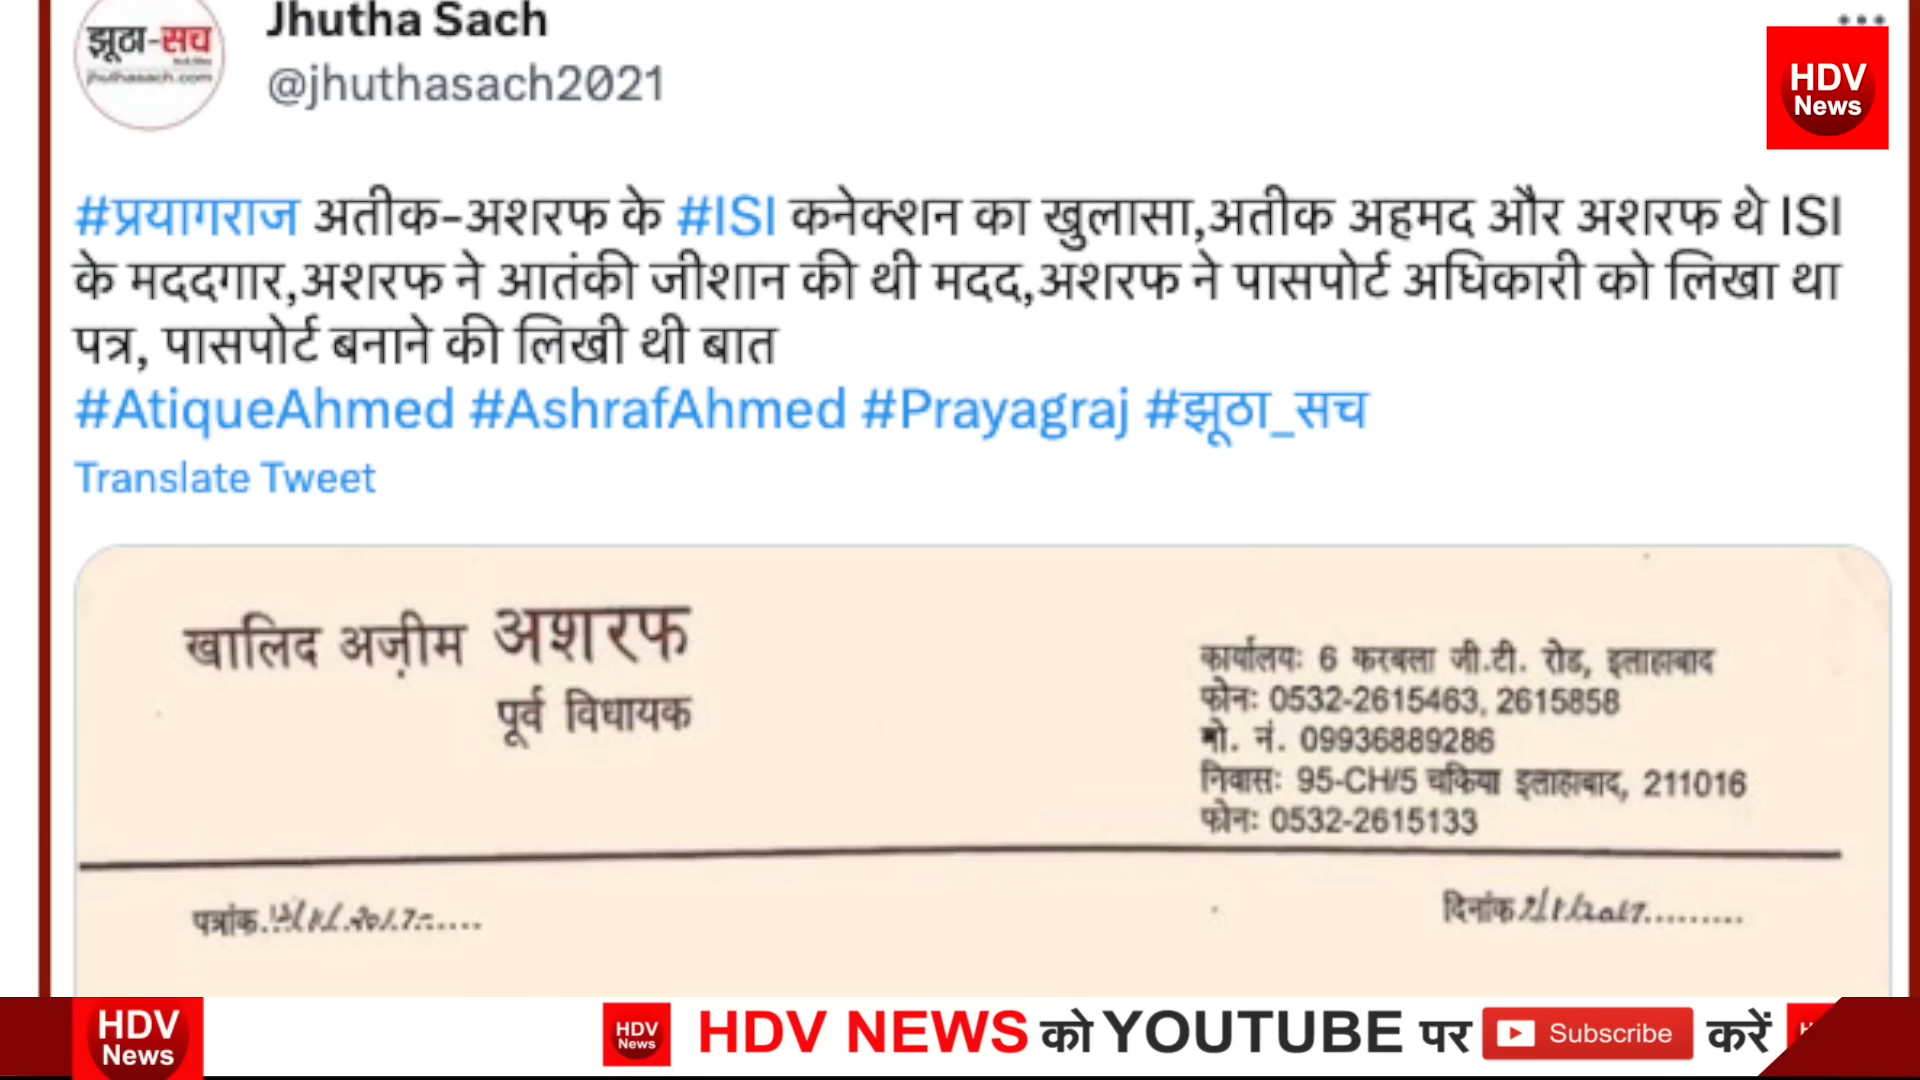 झूठा-सच
jhuthasach.com
Jhutha Sach
@jhuthasach2021
HDV
News
#प्रयागराज अतीक-अशरफ के #ISI कनेक्शन का खुलासा,अतीक अहमद और अशरफ थे ISI
के मददगार,अशरफ ने आतंकी जीशान की थी मदद,अशरफ ने पासपोर्ट अधिकारी को लिखा था
पत्र, पासपोर्ट बनाने की लिखी थी बात
#AtiqueAhmed #AshrafAhmed #Prayagraj #झूठा_सच
Translate Tweet
खालिद अज़ीम अशरफ
पूर्व विधायक
कार्यालयः 6 करबला जी.टी. रोड, इलाहाबाद
फोनः 0532-2615463, 2615858
मो. नं. 09936889286
निवासः 95-CH/5 चकिया इलाहाबाद, 211016
फोनः 0532-2615133
पत्रांक
दिनांक
HDV
News
HDV
News
HDV NEWS को YOUTUBE पर Subscribe करें